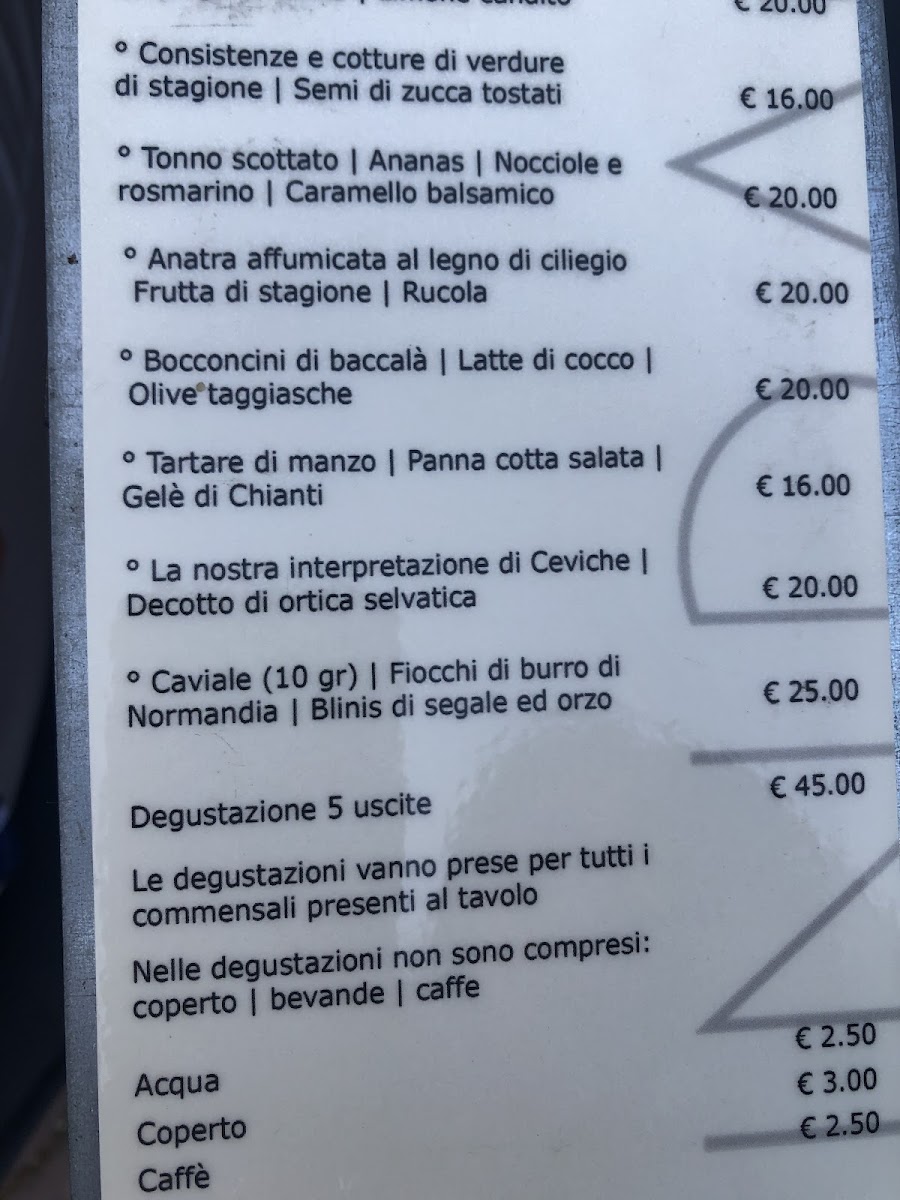 € 20.00
° Consistenze e cotture di verdure
di stagione | Semi di zucca tostati € 16.00
° Tonno scottato | Ananas | Nocciole e
rosmarino | Caramello balsamico € 20.00
° Anatra affumicata al legno di ciliegio
Frutta di stagione | Rucola € 20.00
° Bocconcini di baccalà | Latte di cocco |
Olive taggiasche € 20.00
° Tartare di manzo | Panna cotta salata |
Gelè di Chianti € 16.00
° La nostra interpretazione di Ceviche |
Decotto di ortica selvatica € 20.00
° Caviale (10 gr) | Fiocchi di burro di
Normandia | Blinis di segale ed orzo € 25.00
Degustazione 5 uscite € 45.00
Le degustazioni vanno prese per tutti i
commensali presenti al tavolo
Nelle degustazioni non sono compresi:
coperto | bevande | caffe
Acqua € 2.50
Coperto € 3.00
Caffè € 2.50